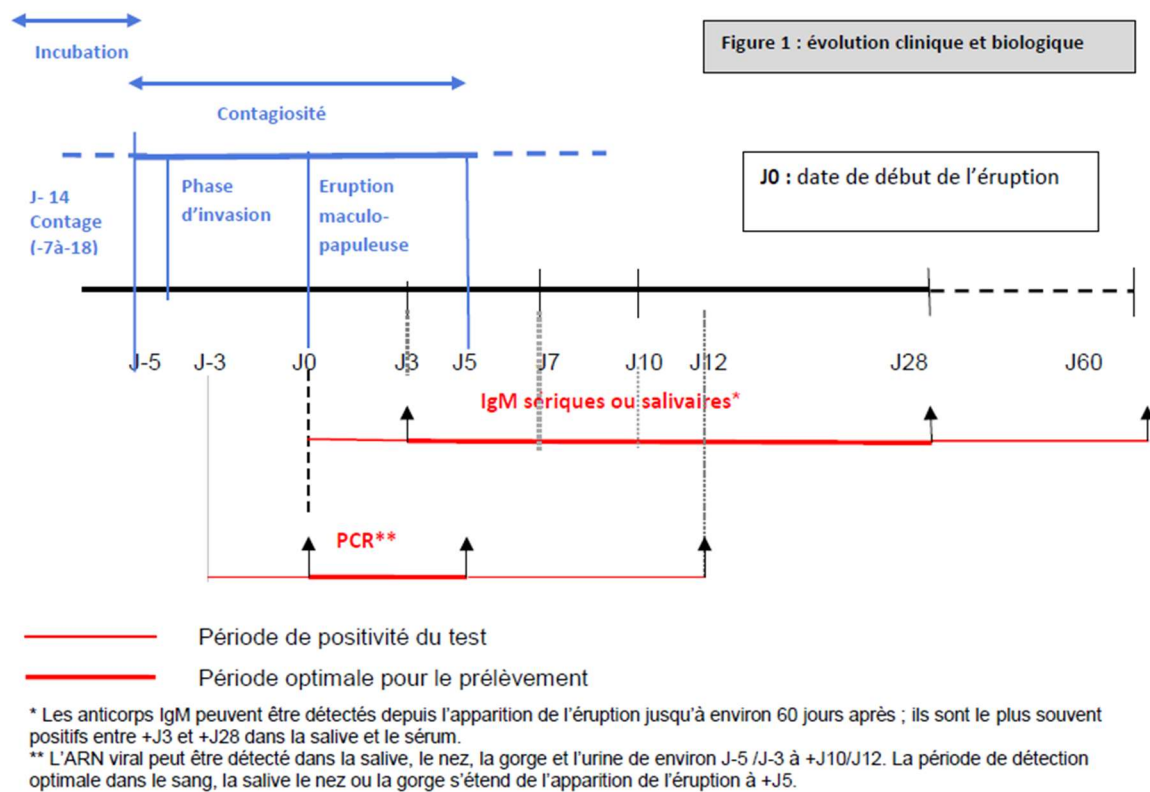 Incubation
Figure 1 : évolution clinique et biologique
Contagiosité
J0 : date de début de l'éruption
J- 14
Contage
(-7à-18)
Phase
d'invasion
Eruption
maculo-
papuleuse
J-5 J-3 J0 J3 J5 J7 J10 J12 J28 J60
IgM sériques ou salivaires*
PCR**
Période de positivité du test
Période optimale pour le prélèvement
* Les anticorps IgM peuvent être détectés depuis l'apparition de l'éruption jusqu'à environ 60 jours après ; ils sont le plus souvent
positifs entre +J3 et +J28 dans la salive et le sérum.
** L'ARN viral peut être détecté dans la salive, le nez, la gorge et l'urine de environ J-5 /J-3 à +J10/J12. La période de détection
optimale dans le sang, la salive le nez ou la gorge s'étend de l'apparition de l'éruption à +J5.